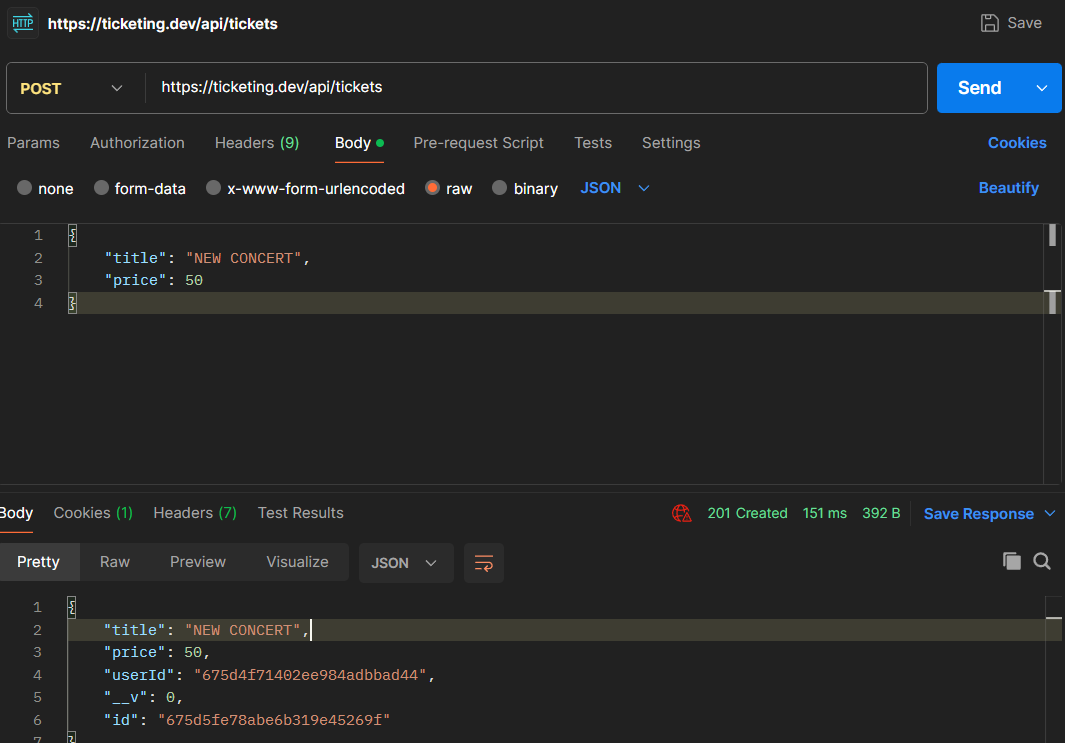 HTTP https://ticketing.dev/api/tickets Save
POST https://ticketing.dev/api/tickets Send
Params Authorization Headers (9) Body Pre-request Script Tests Settings Cookies
none form-data x-www-form-urlencoded raw binary JSON Beautify
1 {
2 "title": "NEW CONCERT",
3 "price": 50
4 }
Body Cookies (1) Headers (7) Test Results 201 Created 151 ms 392 B Save Response
Pretty Raw Preview Visualize JSON
1 {
2 "title": "NEW CONCERT",
3 "price": 50,
4 "userId": "675d4f71402ee984adbbad44",
5 "__v": 0,
6 "id": "675d5fe78abe6b319e45269f"
7 }